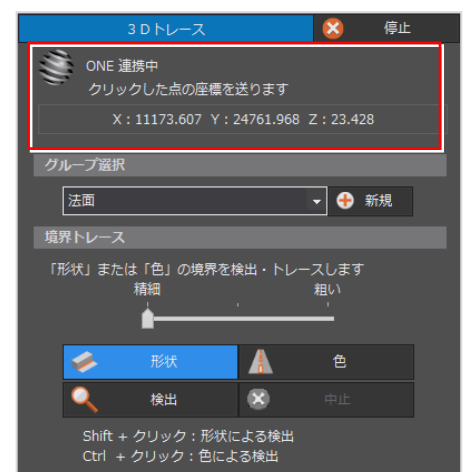 3Dトレース
停止
ONE 連携中
クリックした点の座標を送ります
X : 11173.607 Y : 24761.968 Z : 23.428
グループ選択
法面
新規
境界トレース
「形状」または「色」の境界を検出・トレースします
精細 粗い
形状
色
検出
中止
Shift + クリック : 形状による検出
Ctrl + クリック : 色による検出